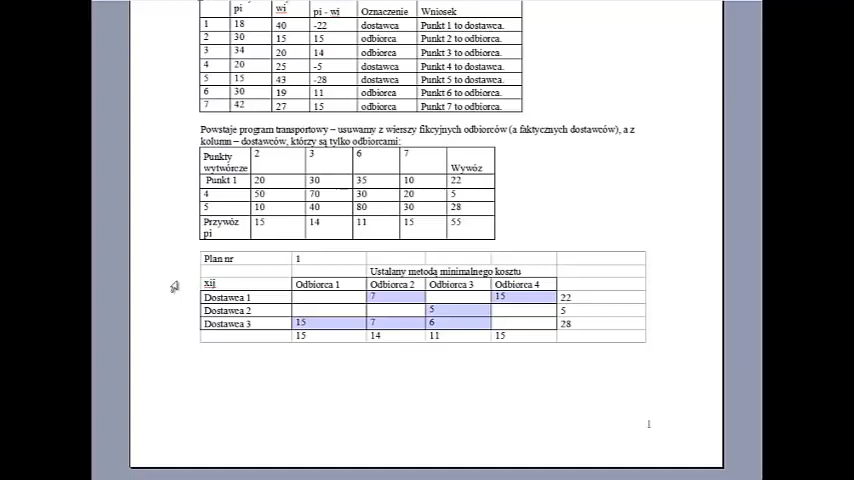 pi wi pi - wi Oznaczenie Wniosek
1 18 40 -22 dostawca Punkt 1 to dostawca.
2 30 15 15 odbiorca Punkt 2 to odbiorca.
3 34 20 14 odbiorca Punkt 3 to odbiorca.
4 20 25 -5 dostawca Punkt 4 to dostawca.
5 15 43 -28 dostawca Punkt 5 to dostawca.
6 30 19 11 odbiorca Punkt 6 to odbiorca.
7 42 27 15 odbiorca Punkt 7 to odbiorca.
Powstaje program transportowy – usuwamy z wierszy fikcyjnych odbiorców (a faktycznych dostawców), a z
kolumn – dostawców, którzy są tylko odbiorcami:
Punkty 2 3 6 7
wytwórcze Wywóz
Punkt 1 20 30 35 10 22
4 50 70 30 20 5
5 10 40 80 30 28
Przywóz 15 14 11 15 55
pi
Plan nr 1
Ustalany metodą minimalnego kosztu
xij Odbiorca 1 Odbiorca 2 Odbiorca 3 Odbiorca 4
Dostawca 1 7 15 22
Dostawca 2 5 5
Dostawca 3 15 7 6 28
15 14 11 15
1